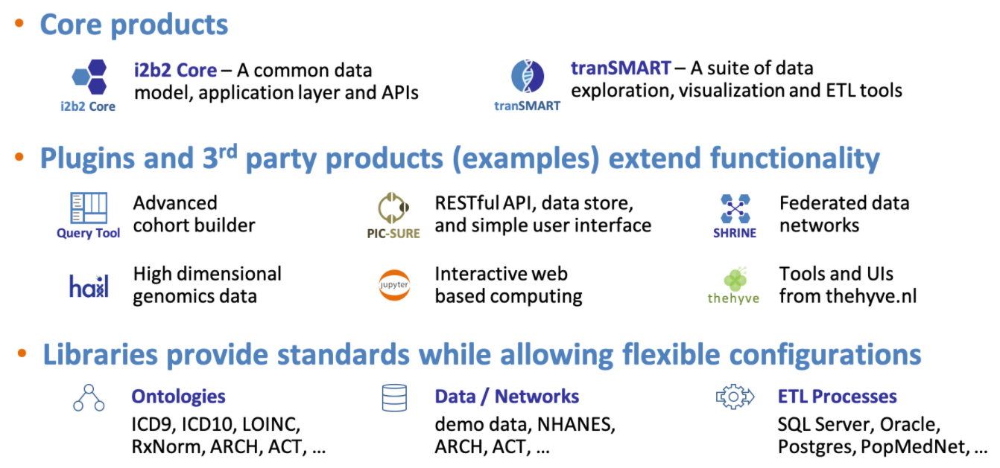 • Core products
i2b2 Core – A common data
model, application layer and APIs
i2b2 Core
tranSMART – A suite of data
exploration, visualization and ETL tools
tranSMART
• Plugins and 3rd party products (examples) extend functionality
Query Tool
Advanced
cohort builder
PIC-SURE
RESTful API, data store,
and simple user interface
SHRINE
Federated data
networks
hail
High dimensional
genomics data
jupyter
Interactive web
based computing
thehyve
Tools and UIs
from thehyve.nl
• Libraries provide standards while allowing flexible configurations
Ontologies
ICD9, ICD10, LOINC,
RxNorm, ARCH, ACT, ...
Data / Networks
demo data, NHANES,
ARCH, ACT, ...
ETL Processes
SQL Server, Oracle,
Postgres, PopMedNet, ...